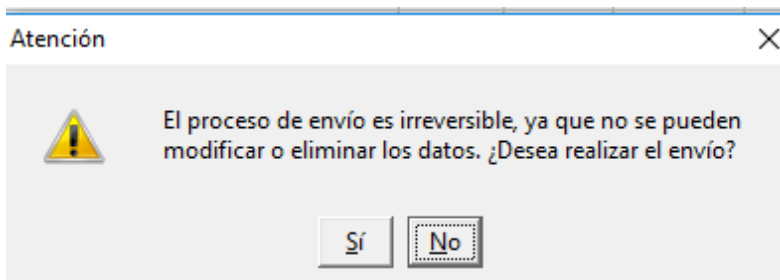 Atención
El proceso de envío es irreversible, ya que no se pueden
modificar o eliminar los datos. ¿Desea realizar el envío?
Sí No